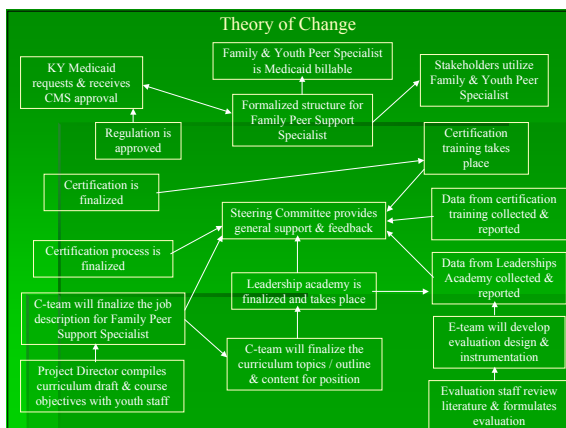 Theory of Change
Family & Youth Peer Specialist
is Medicaid billable
KY Medicaid
requests & receives
CMS approval
Stakeholders utilize
Family & Youth Peer
Specialist
Formalized structure for
Family Peer Support
Specialist
Regulation is
approved
Certification
training takes
place
Certification is
finalized
Steering Committee provides
general support & feedback
Data from certification
training collected &
reported
Certification process is
finalized
Leadership academy is
finalized and takes place
Data from Leaderships
Academy collected &
reported
C-team will finalize the job
description for Family Peer
Support Specialist
E-team will develop
evaluation design &
instrumentation
C-team will finalize the
curriculum topics / outline
& content for position
Project Director compiles
curriculum draft & course
objectives with youth staff
Evaluation staff review
literature & formulates
evaluation